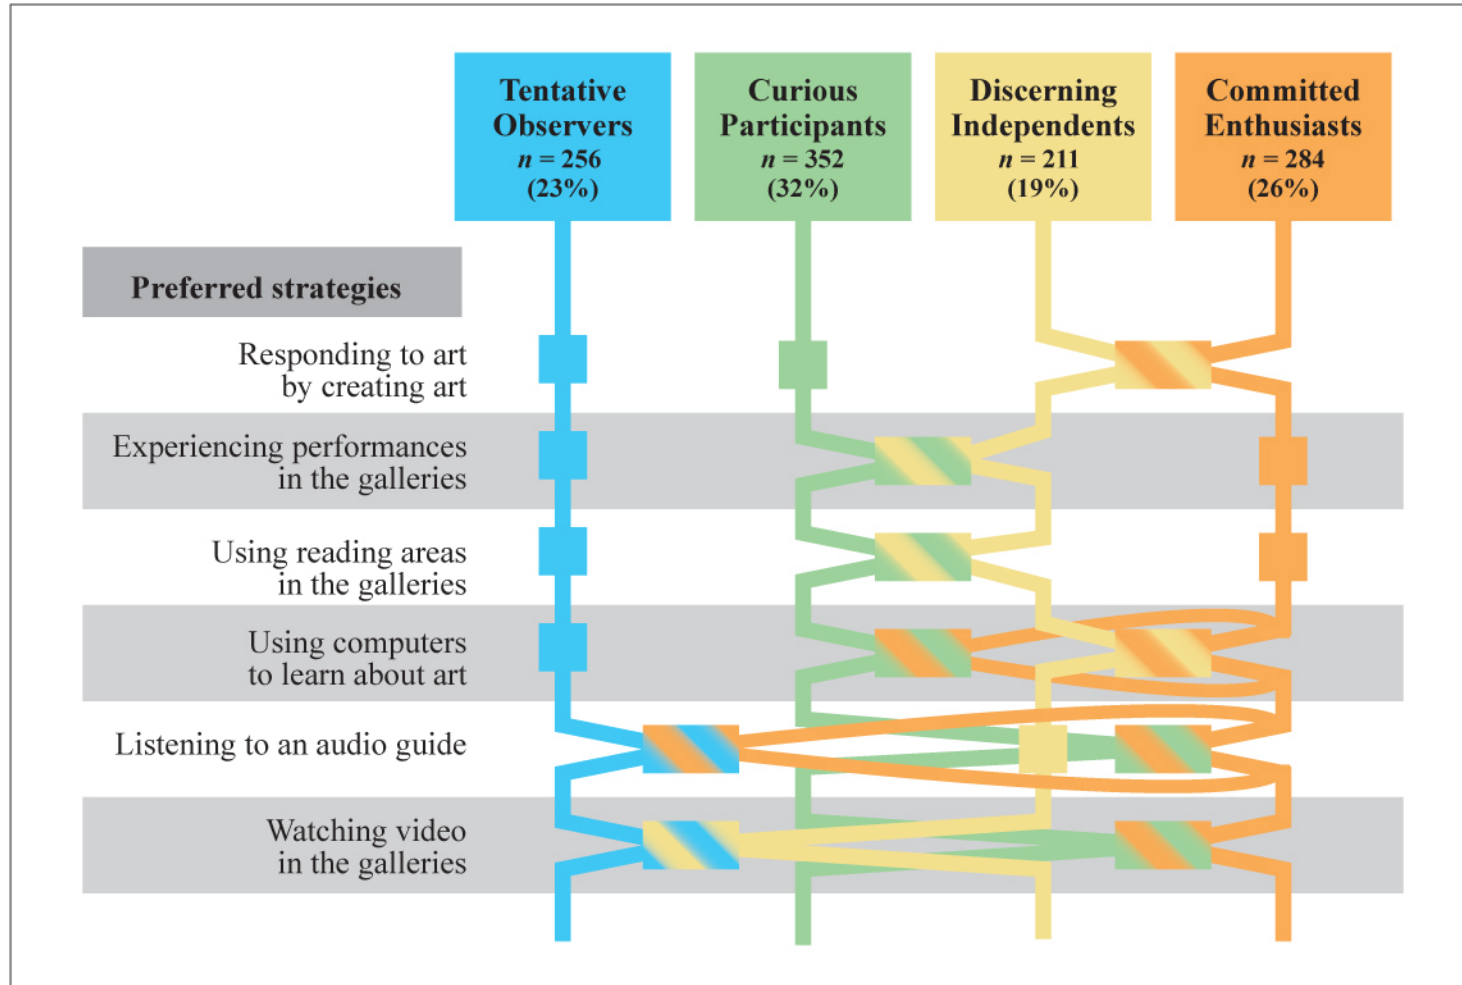 Tentative
Observers
n = 256
(23%)
Curious
Participants
n = 352
(32%)
Discerning
Independents
n = 211
(19%)
Committed
Enthusiasts
n = 284
(26%)
Preferred strategies
Responding to art
by creating art
Experiencing performances
in the galleries
Using reading areas
in the galleries
Using computers
to learn about art
Listening to an audio guide
Watching video
in the galleries